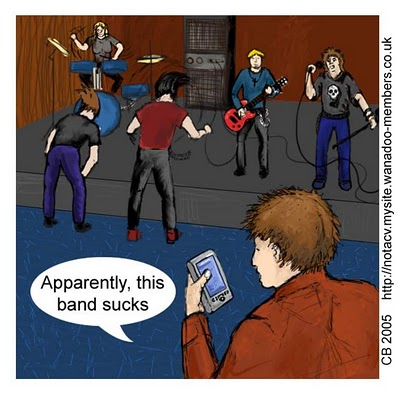 Apparently, this
band sucks
CB 2005 http://notacv.mysite.wanadoo-members.co.uk